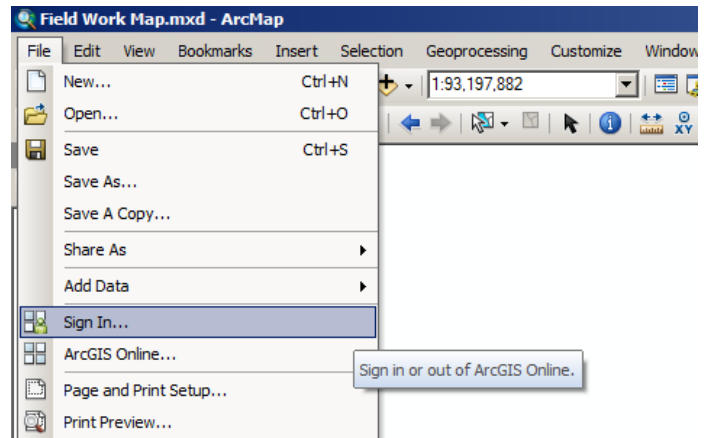 Field Work Map.mxd - ArcMap
File Edit View Bookmarks Insert Selection Geoprocessing Customize Window
New... Ctrl+N
1:93,197,882
Open... Ctrl+O
XY
Save Ctrl+S
Save As...
Save A Copy...
Share As
Add Data
Sign In...
ArcGIS Online...
Sign in or out of ArcGIS Online.
Page and Print Setup...
Print Preview...